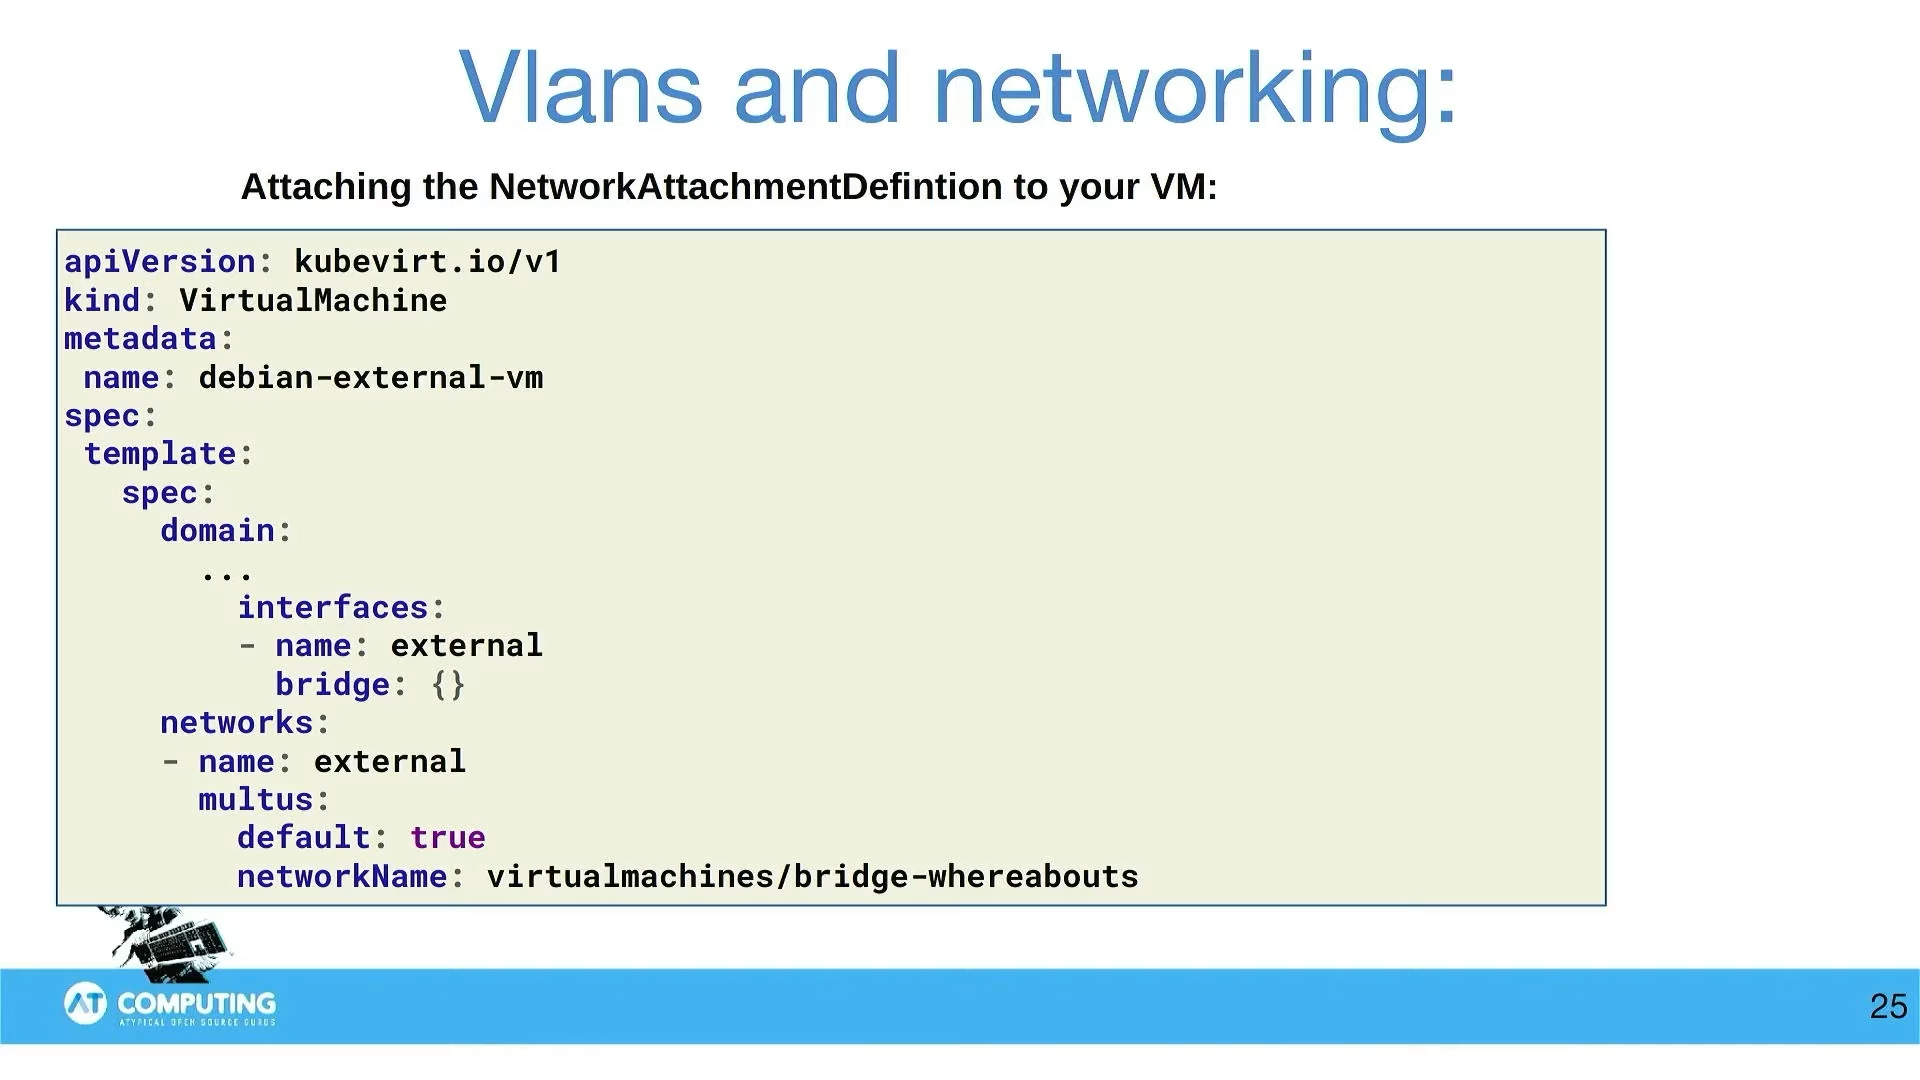 Vlans and networking:
Attaching the NetworkAttachmentDefintion to your VM:
apiVersion: kubevirt.io/v1
kind: VirtualMachine
metadata:
 name: debian-external-vm
spec:
 template:
   spec:
     domain:
       ...
         interfaces:
         - name: external
           bridge: {}
     networks:
     - name: external
       multus:
         default: true
         networkName: virtualmachines/bridge-whereabouts
AT COMPUTING
ATYPICAL OPEN SOURCE GURUS
25